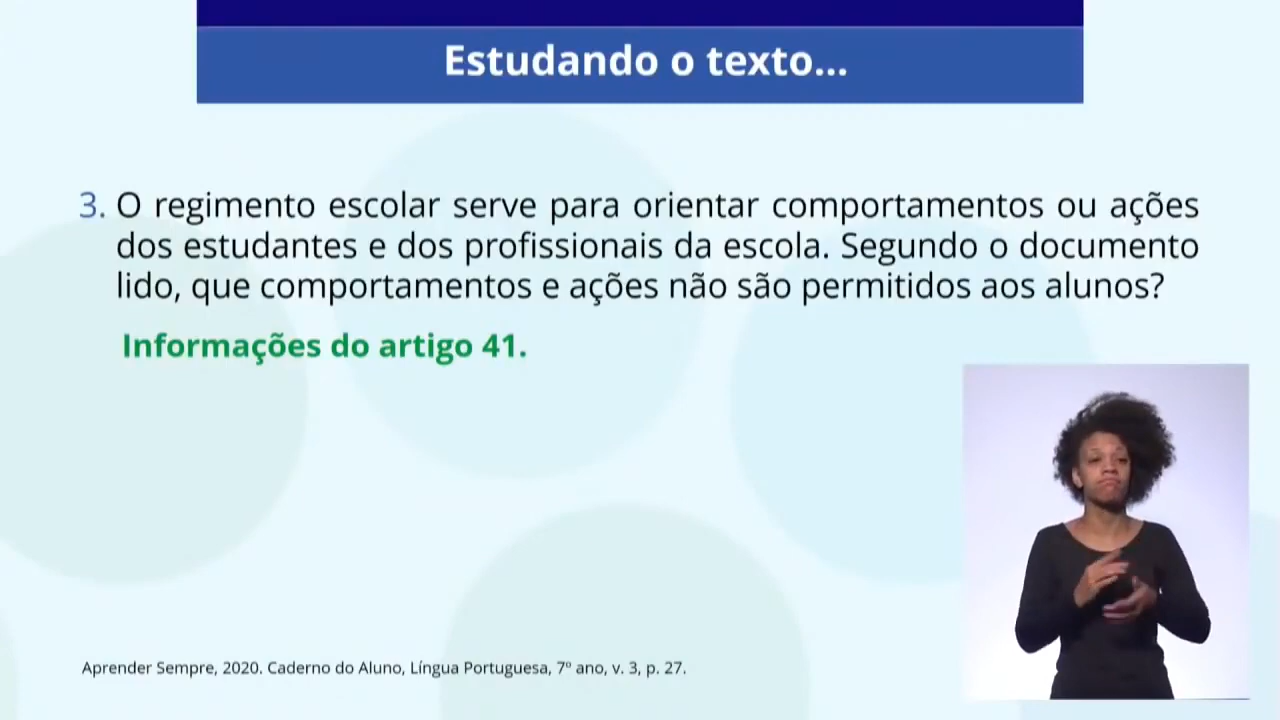 Estudando o texto...
3. O regimento escolar serve para orientar comportamentos ou ações
dos estudantes e dos profissionais da escola. Segundo o documento
lido, que comportamentos e ações não são permitidos aos alunos?
Informações do artigo 41.
Aprender Sempre, 2020. Caderno do Aluno, Língua Portuguesa, 7º ano, v. 3, p. 27.